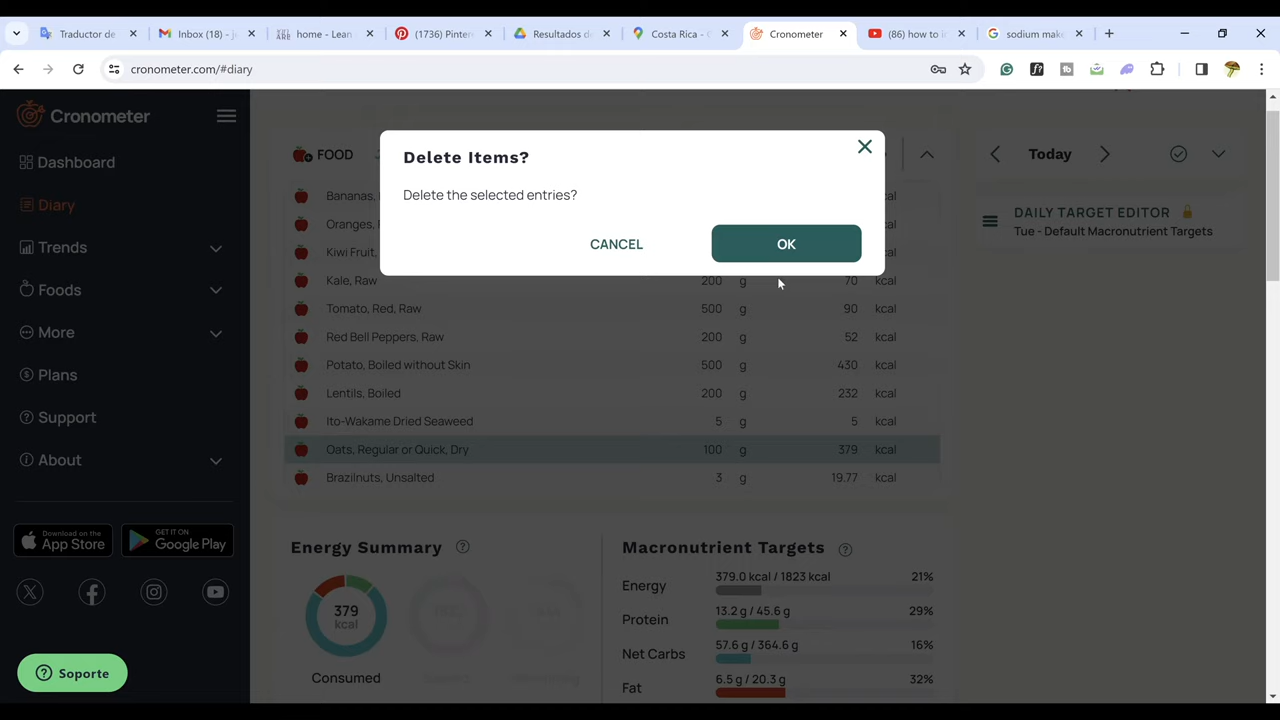 Traductor de
Inbox (18) - j
home - Lean
(1736) Pinter
Resultados de
Costa Rica - G
Cronometer
(86) how to i
sodium make
cronometer.com/#diary
Cronometer
Dashboard
Diary
Trends
Foods
More
Plans
Support
About
Download on the
App Store
GET IT ON
Google Play
Soporte
FOOD
Delete Items?
Delete the selected entries?
CANCEL
OK
Bananas,
Oranges,
Kiwi Fruit,
Kale, Raw 200 g 70 kcal
Tomato, Red, Raw 500 g 90 kcal
Red Bell Peppers, Raw 200 g 52 kcal
Potato, Boiled without Skin 500 g 430 kcal
Lentils, Boiled 200 g 232 kcal
Ito-Wakame Dried Seaweed 5 g 5 kcal
Oats, Regular or Quick, Dry 100 g 379 kcal
Brazilnuts, Unsalted 3 g 19.77 kcal
Today
DAILY TARGET EDITOR
Tue - Default Macronutrient Targets
Energy Summary
379
kcal
Consumed
Macronutrient Targets
Energy 379.0 kcal / 1823 kcal 21%
Protein 13.2 g / 45.6 g 29%
Net Carbs 57.6 g / 364.6 g 16%
Fat 6.5 g / 20.3 g 32%